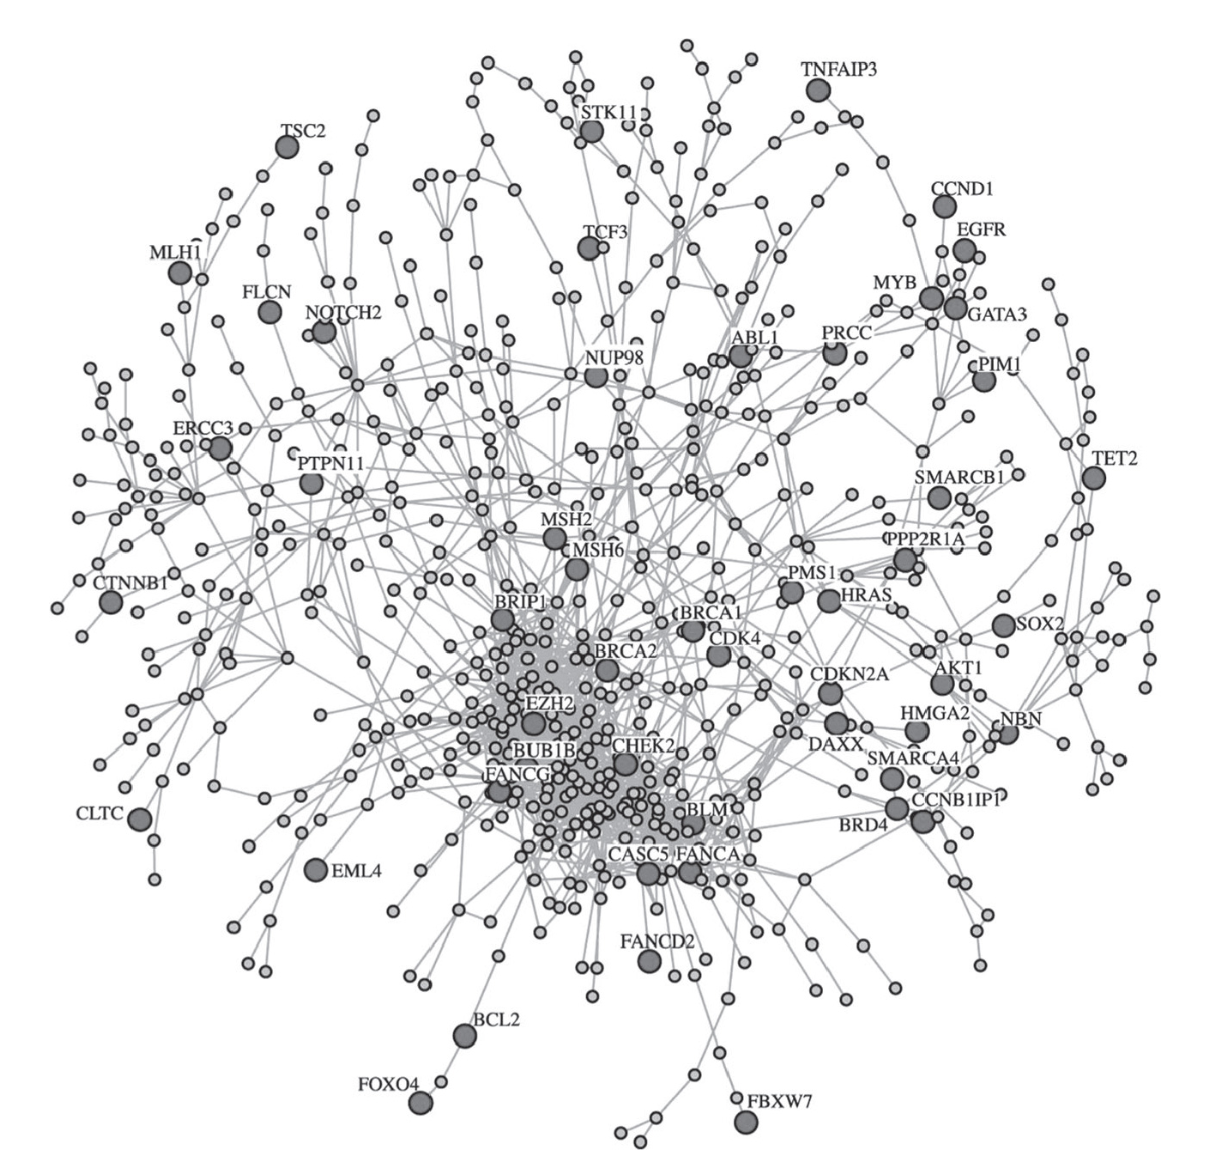 TNFAIP3
STK11
TSC2
CCND1
TCF3
EGFR
MLH1
MYB
FLCN
NOTCH2
GATA3
ABL1
PRCC
NUP98
PIM1
ERCC3
PTPN11
TET2
SMARCB1
MSH2
PPP2R1A
MSH6
PMS1
CTNNB1
HRAS
BRIP1
BRCA1
SOX2
CDK4
BRCA2
AKT1
CDKN2A
EZH2
HMGA2
NBN
DAXX
BUB1B
CHEK2
SMARCA4
FANCG
CCNB1IP1
BLM
CLTC
BRD4
CASC5
FANCA
EML4
FANCD2
BCL2
FOXO4
FBXW7